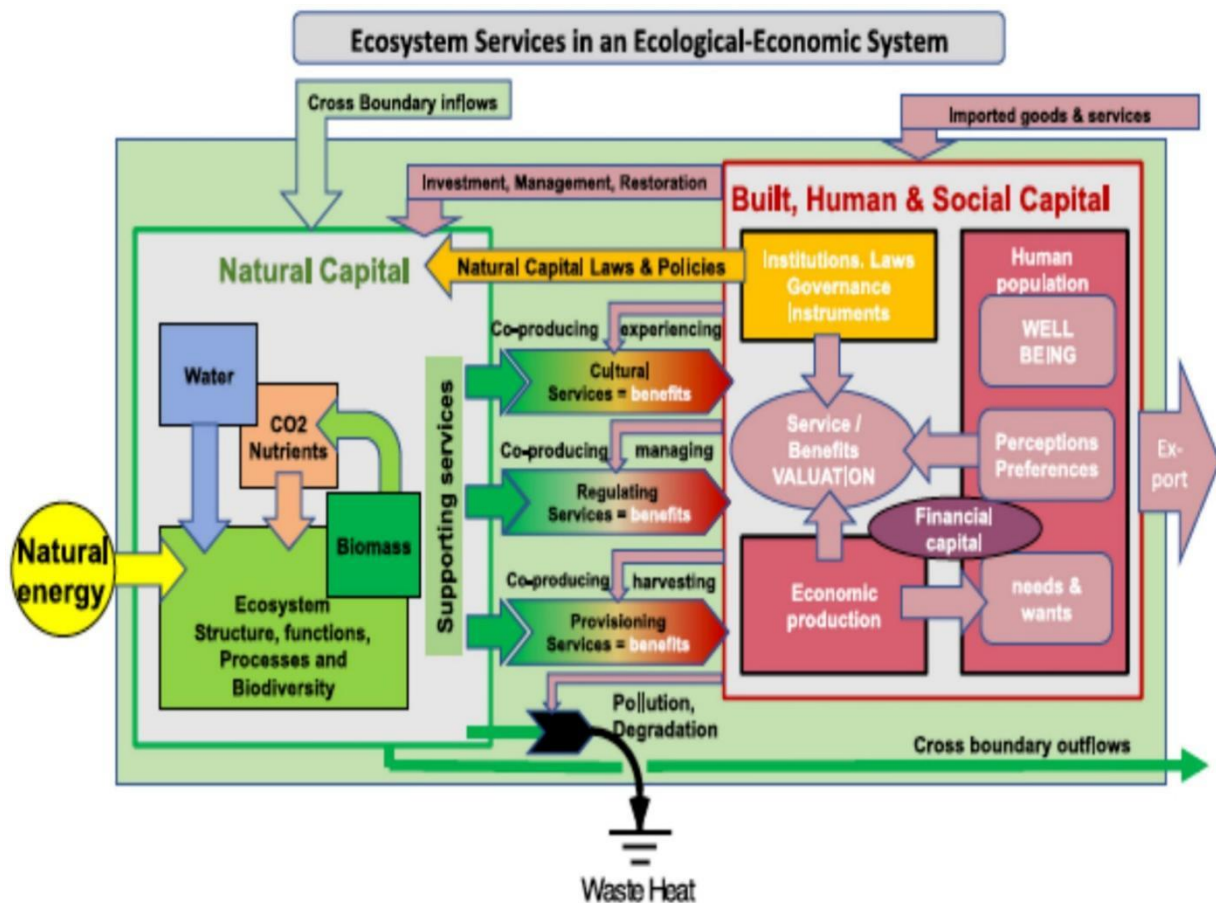 Ecosystem Services in an Ecological-Economic System
Cross Boundary inflows
Imported goods & services
Investment, Management, Restoration
Built, Human & Social Capital
Natural Capital
Natural Capital Laws & Policies
Institutions. Laws
Governance
Instruments
Human
population
WELL
BEING
Co-producing experiencing
Cultural
Services = benefits
Water
CO2
Nutrients
Supporting services
Service /
Benefits
VALUATION
Perceptions
Preferences
Ex-
port
Co-producing managing
Regulating
Services = benefits
Financial
capital
Natural
energy
Biomass
Co-producing harvesting
Economic
production
needs &
wants
Ecosystem
Structure, functions,
Processes and
Biodiversity
Provisioning
Services = benefits
Pollution,
Degradation
Cross boundary outflows
Waste Heat